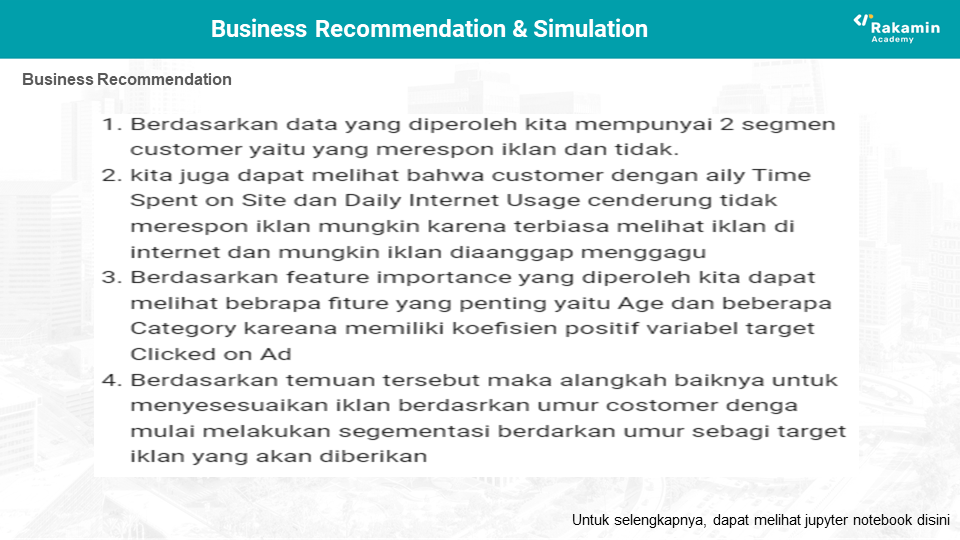 Business Recommendation & Simulation
Rakamin
Academy
Business Recommendation
1. Berdasarkan data yang diperoleh kita mempunyai 2 segmen
customer yaitu yang merespon iklan dan tidak.
2. kita juga dapat melihat bahwa customer dengan aily Time
Spent on Site dan Daily Internet Usage cenderung tidak
merespon iklan mungkin karena terbiasa melihat iklan di
internet dan mungkin iklan diaanggap menggagu
3. Berdasarkan feature importance yang diperoleh kita dapat
melihat bebrapa fiture yang penting yaitu Age dan beberapa
Category kareana memiliki koefisien positif variabel target
Clicked on Ad
4. Berdasarkan temuan tersebut maka alangkah baiknya untuk
menyesesuaikan iklan berdasrkan umur costomer denga
mulai melakukan segementasi berdarkan umur sebagi target
iklan yang akan diberikan
Untuk selengkapnya, dapat melihat jupyter notebook disini